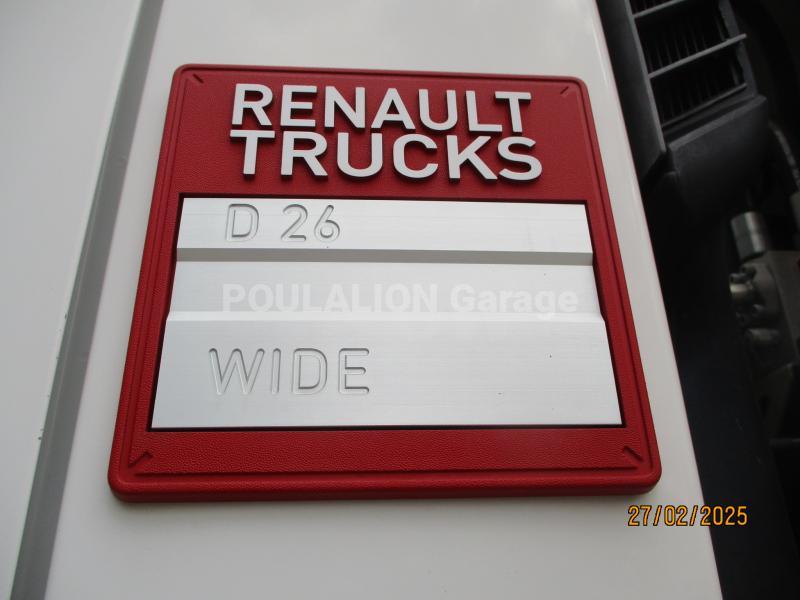 RENAULT
TRUCKS
D 26
POULALION Garage
WIDE
27/02/2025